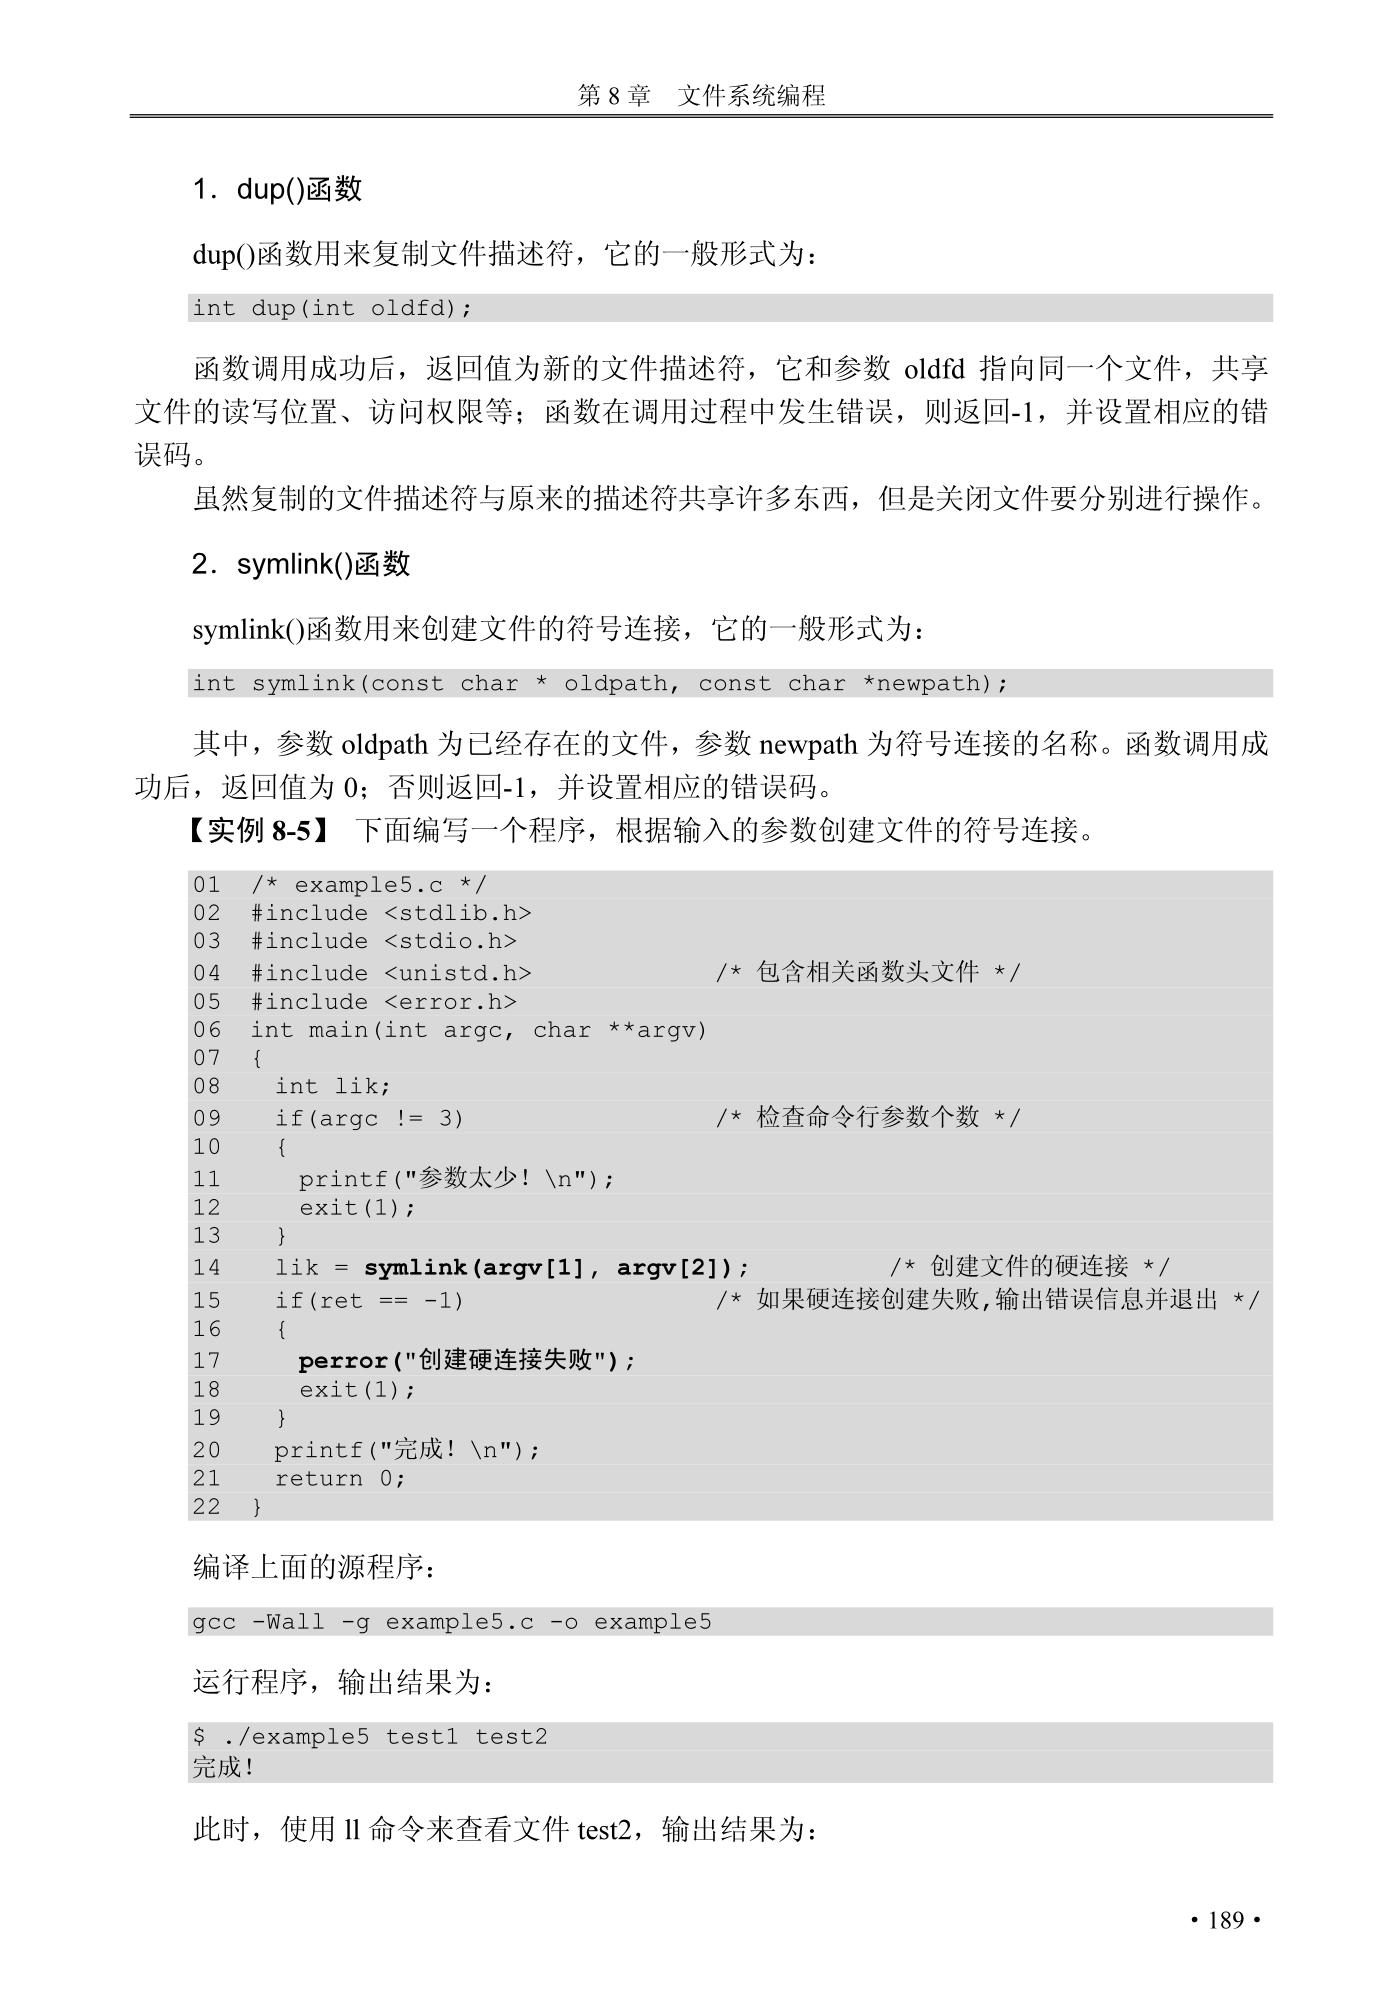 第 8 章　文件系统编程
1．dup()函数
dup()函数用来复制文件描述符，它的一般形式为：
int dup(int oldfd);
函数调用成功后，返回值为新的文件描述符，它和参数 oldfd 指向同一个文件，共享
文件的读写位置、访问权限等；函数在调用过程中发生错误，则返回-1，并设置相应的错
误码。
虽然复制的文件描述符与原来的描述符共享许多东西，但是关闭文件要分别进行操作。
2．symlink()函数
symlink()函数用来创建文件的符号连接，它的一般形式为：
int symlink(const char * oldpath, const char *newpath);
其中，参数 oldpath 为已经存在的文件，参数 newpath 为符号连接的名称。函数调用成
功后，返回值为 0；否则返回-1，并设置相应的错误码。
【实例 8-5】 下面编写一个程序，根据输入的参数创建文件的符号连接。
01 /* example5.c */
02 #include <stdlib.h>
03 #include <stdio.h>
04 #include <unistd.h> /* 包含相关函数头文件 */
05 #include <error.h>
06 int main(int argc, char **argv)
07 {
08 int lik;
09 if(argc != 3) /* 检查命令行参数个数 */
10 {
11 printf("参数太少！\n");
12 exit(1);
13 }
14 lik = symlink(argv[1], argv[2]); /* 创建文件的硬连接 */
15 if(ret == -1) /* 如果硬连接创建失败,输出错误信息并退出 */
16 {
17 perror("创建硬连接失败");
18 exit(1);
19 }
20 printf("完成！\n");
21 return 0;
22 }
编译上面的源程序：
gcc -Wall -g example5.c -o example5
运行程序，输出结果为：
$ ./example5 test1 test2
完成！
此时，使用 ll 命令来查看文件 test2，输出结果为：
• 189 •